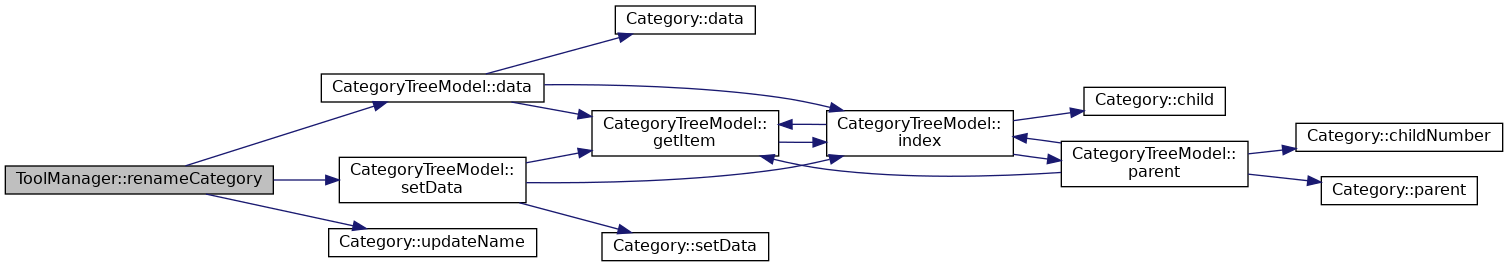 Category::data
CategoryTreeModel::data
Category::child
CategoryTreeModel::
getItem
CategoryTreeModel::
index
Category::childNumber
CategoryTreeModel::
parent
ToolManager::renameCategory
CategoryTreeModel::
setData
Category::parent
Category::updateName
Category::setData